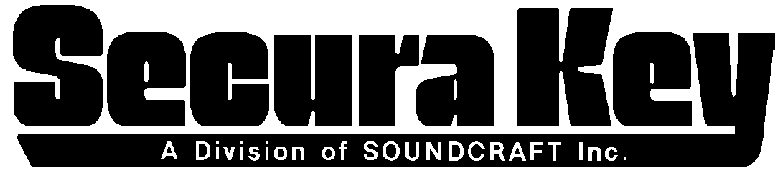 Secura Key
A Division of SOUNDCRAFT Inc.